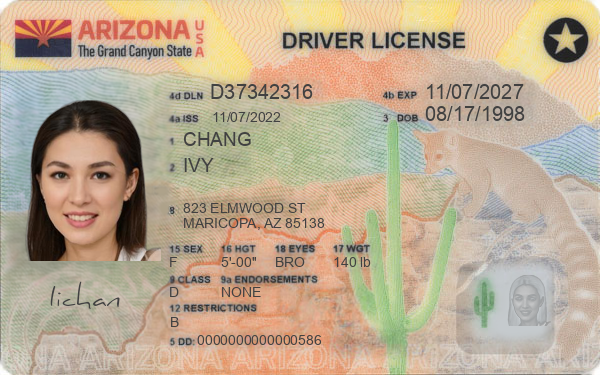 ARIZONA USA
The Grand Canyon State
DRIVER LICENSE
4d DLN D37342316 4b EXP 11/07/2027
4a ISS 11/07/2022 3 DOB 08/17/1998
1 CHANG
2 IVY
8 823 ELMWOOD ST
MARICOPA, AZ 85138
15 SEX 16 HGT 18 EYES 17 WGT
F 5'-00" BRO 140 lb
9 CLASS 9a ENDORSEMENTS
D NONE
12 RESTRICTIONS
B
5 DD: 0000000000000586
lichan
ARIZONA ARIZONA ARIZONA ARIZONA